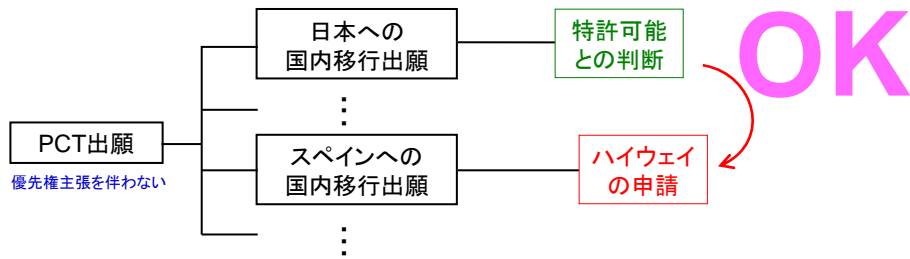 日本への
国内移行出願
特許可能
との判断
OK
⋮
PCT出願
優先権主張を伴わない
スペインへの
国内移行出願
ハイウェイ
の申請
⋮